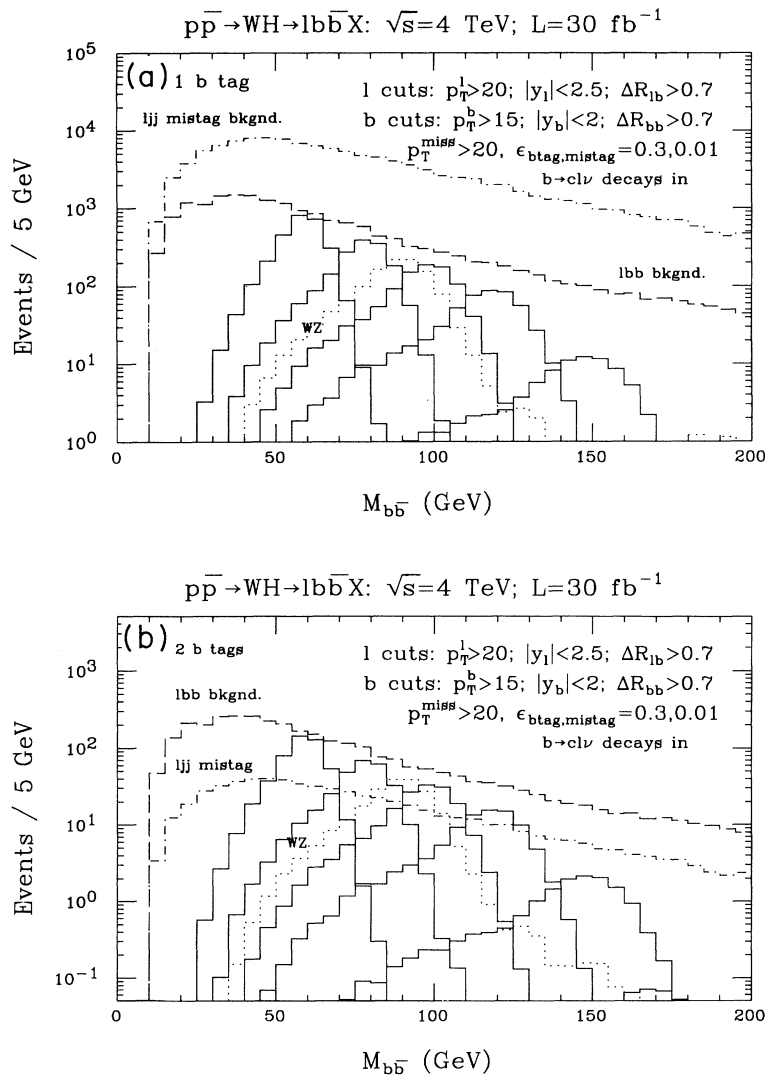 pp̄→WH→lbb̄X: √s=4 TeV; L=30 fb⁻¹
(a) 1 b tag
l cuts: p_T^l>20; |y_l|<2.5; ΔR_lb>0.7
ljj mistag bkgnd.
b cuts: p_T^b>15; |y_b|<2; ΔR_bb>0.7
p_T^miss>20, ε_btag,mistag=0.3,0.01
b→clν decays in
lbb bkgnd.
WZ
Events / 5 GeV
10⁵
10⁴
10³
10²
10¹
10⁰
0 50 100 150 200
M_bb̄ (GeV)
pp̄→WH→lbb̄X: √s=4 TeV; L=30 fb⁻¹
(b) 2 b tags
l cuts: p_T^l>20; |y_l|<2.5; ΔR_lb>0.7
lbb bkgnd.
b cuts: p_T^b>15; |y_b|<2; ΔR_bb>0.7
p_T^miss>20, ε_btag,mistag=0.3,0.01
b→clν decays in
ljj mistag
WZ
Events / 5 GeV
10³
10²
10¹
10⁰
10⁻¹
0 50 100 150 200
M_bb̄ (GeV)